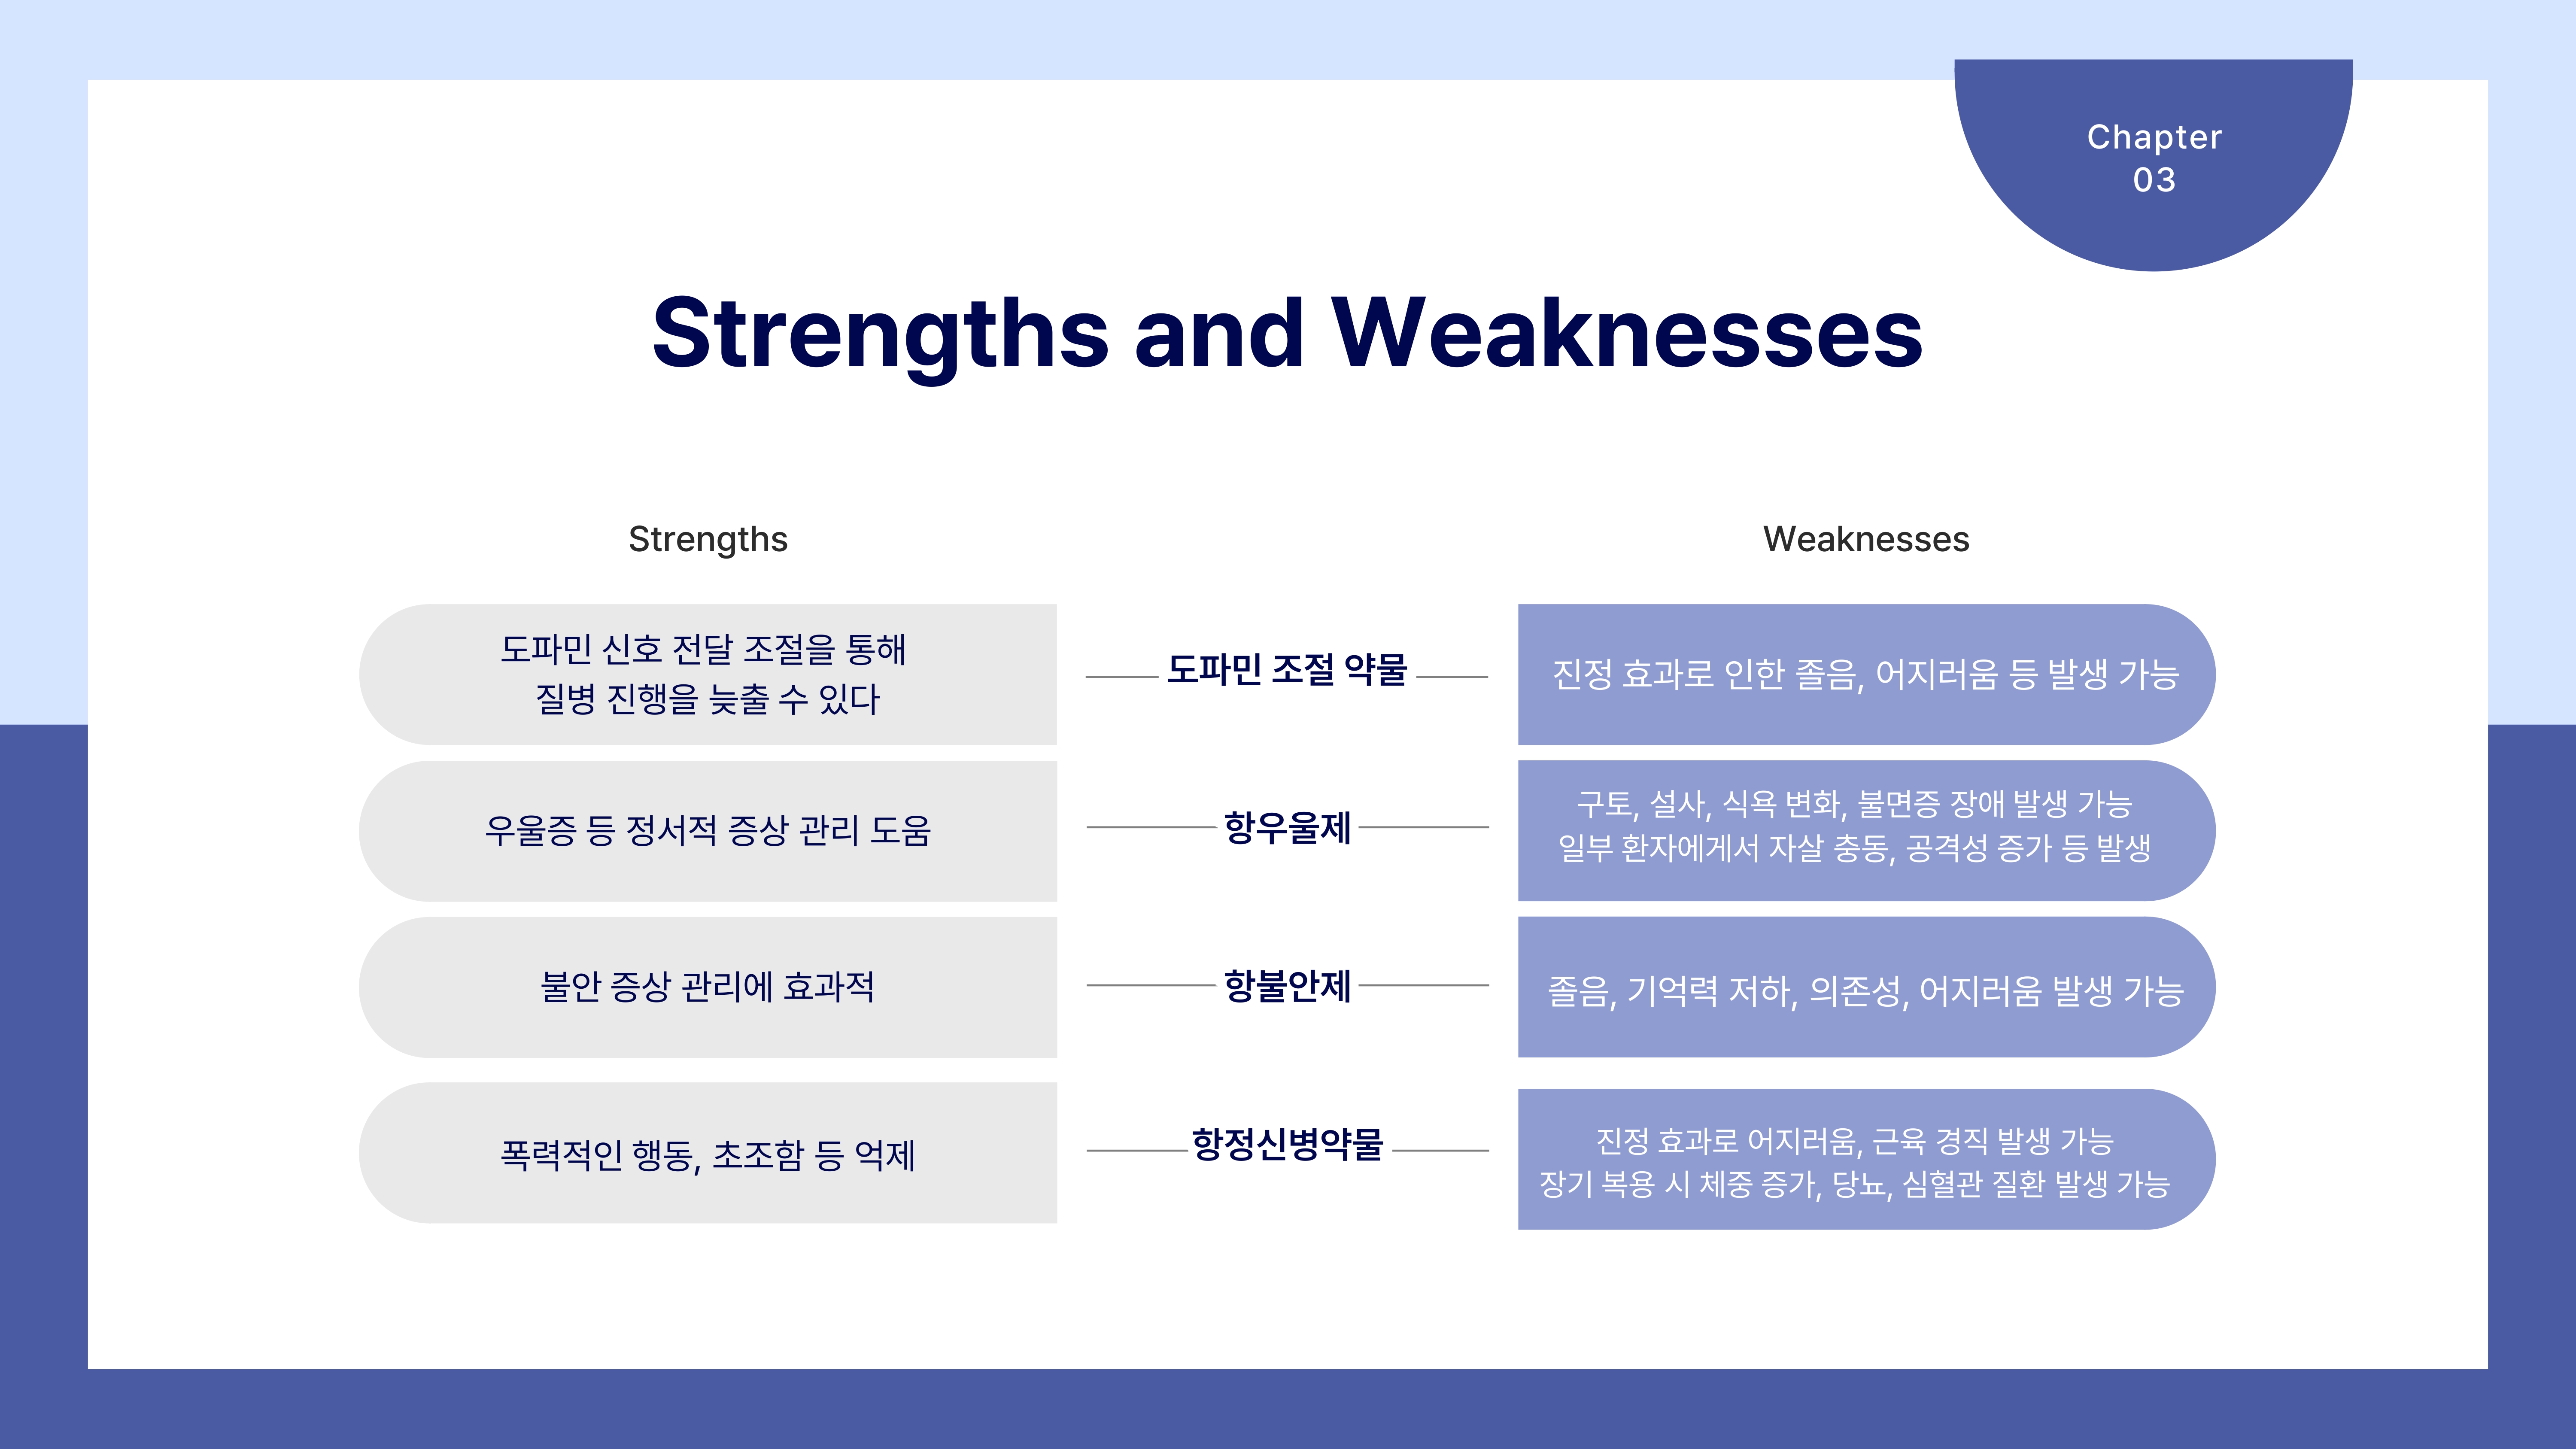 Chapter
03
Strengths and Weaknesses
Strengths
Weaknesses
도파민 신호 전달 조절을 통해
질병 진행을 늦출 수 있다
도파민 조절 약물
진정 효과로 인한 졸음, 어지러움 등 발생 가능
우울증 등 정서적 증상 관리 도움
항우울제
구토, 설사, 식욕 변화, 불면증 장애 발생 가능
일부 환자에게서 자살 충동, 공격성 증가 등 발생
불안 증상 관리에 효과적
항불안제
졸음, 기억력 저하, 의존성, 어지러움 발생 가능
폭력적인 행동, 초조함 등 억제
항정신병약물
진정 효과로 어지러움, 근육 경직 발생 가능
장기 복용 시 체중 증가, 당뇨, 심혈관 질환 발생 가능